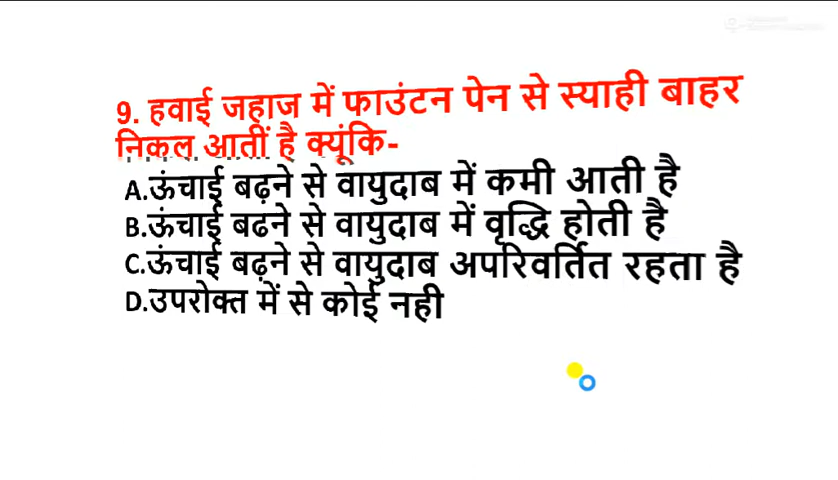 9. हवाई जहाज में फाउंटन पेन से स्याही बाहर
निकल आतीं है क्यूंकि-
A.ऊंचाई बढ़ने से वायुदाब में कमी आती है
B.ऊंचाई बढने से वायुदाब में वृद्धि होती है
C.ऊंचाई बढ़ने से वायुदाब अपरिवर्तित रहता है
D.उपरोक्त में से कोई नही